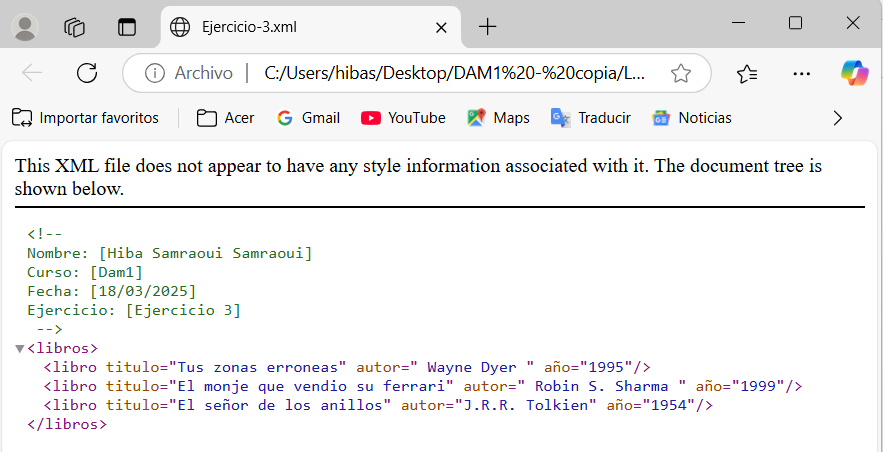 Ejercicio-3.xml
Archivo | C:/Users/hibas/Desktop/DAM1%20-%20copia/L...
Importar favoritos Acer Gmail YouTube Maps Traducir Noticias
This XML file does not appear to have any style information associated with it. The document tree is
shown below.
<!--
Nombre: [Hiba Samraoui Samraoui]
Curso: [Dam1]
Fecha: [18/03/2025]
Ejercicio: [Ejercicio 3]
-->
<libros>
<libro titulo="Tus zonas erroneas" autor=" Wayne Dyer " año="1995"/>
<libro titulo="El monje que vendio su ferrari" autor=" Robin S. Sharma " año="1999"/>
<libro titulo="El señor de los anillos" autor="J.R.R. Tolkien" año="1954"/>
</libros>